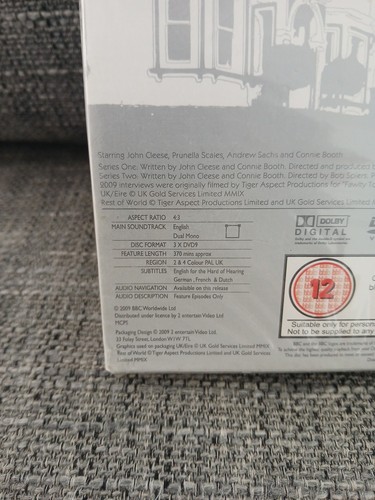 Starring John Cleese, Prunella Scales, Andrew Sachs and Connie Booth
Series One: Written by John Cleese and Connie Booth. Directed and produced b
Series Two: Written by John Cleese and Connie Booth. Directed by Bob Spiers.
2009 interviews were originally filmed by Tiger Aspect Productions for "Fawlty T
UK/Eire © UK Gold Services Limited MMIX
Rest of World © Tiger Aspect Productions Limited and UK Gold Services Limited
ASPECT RATIO 4:3
MAIN SOUNDTRACK English
Dual Mono
DISC FORMAT 3 X DVD9
FEATURE LENGTH 370 mins approx
REGION 2 & 4 Colour PAL UK
SUBTITLES English for the Hard of Hearing
German, French & Dutch
AUDIO NAVIGATION Available on this release
AUDIO DESCRIPTION Feature Episodes Only
DOLBY
DIGITAL
12
Suitable only for person
Not to be supplied to any
© 2009 BBC Worldwide Ltd
Distributed under licence by 2 entertain Video Ltd
MCPS
Packaging Design © 2009 2 entertain Video Ltd.
33 Foley Street, London W1W 7TL
Graphics used on packaging UK/Eire © UK Gold Services Limited MMIX
Rest of World © Tiger Aspect Productions Limited and UK Gold Services
Limited MMIX